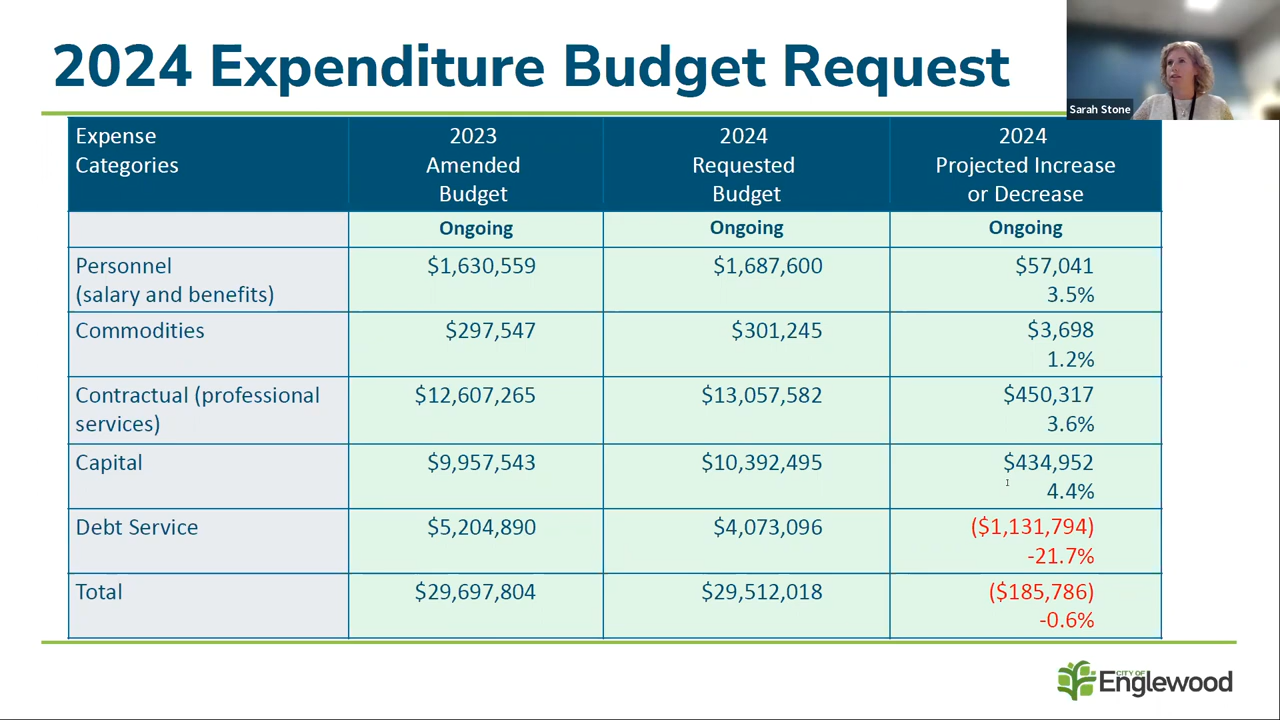 2024 Expenditure Budget Request
Sarah Stone
Expense
Categories
2023
Amended
Budget
2024
Requested
Budget
2024
Projected Increase
or Decrease
Ongoing
Ongoing
Ongoing
Personnel
(salary and benefits)
$1,630,559
$1,687,600
$57,041
3.5%
Commodities
$297,547
$301,245
$3,698
1.2%
Contractual (professional
services)
$12,607,265
$13,057,582
$450,317
3.6%
Capital
$9,957,543
$10,392,495
$434,952
4.4%
Debt Service
$5,204,890
$4,073,096
($1,131,794)
-21.7%
Total
$29,697,804
$29,512,018
($185,786)
-0.6%
CITY OF
Englewood